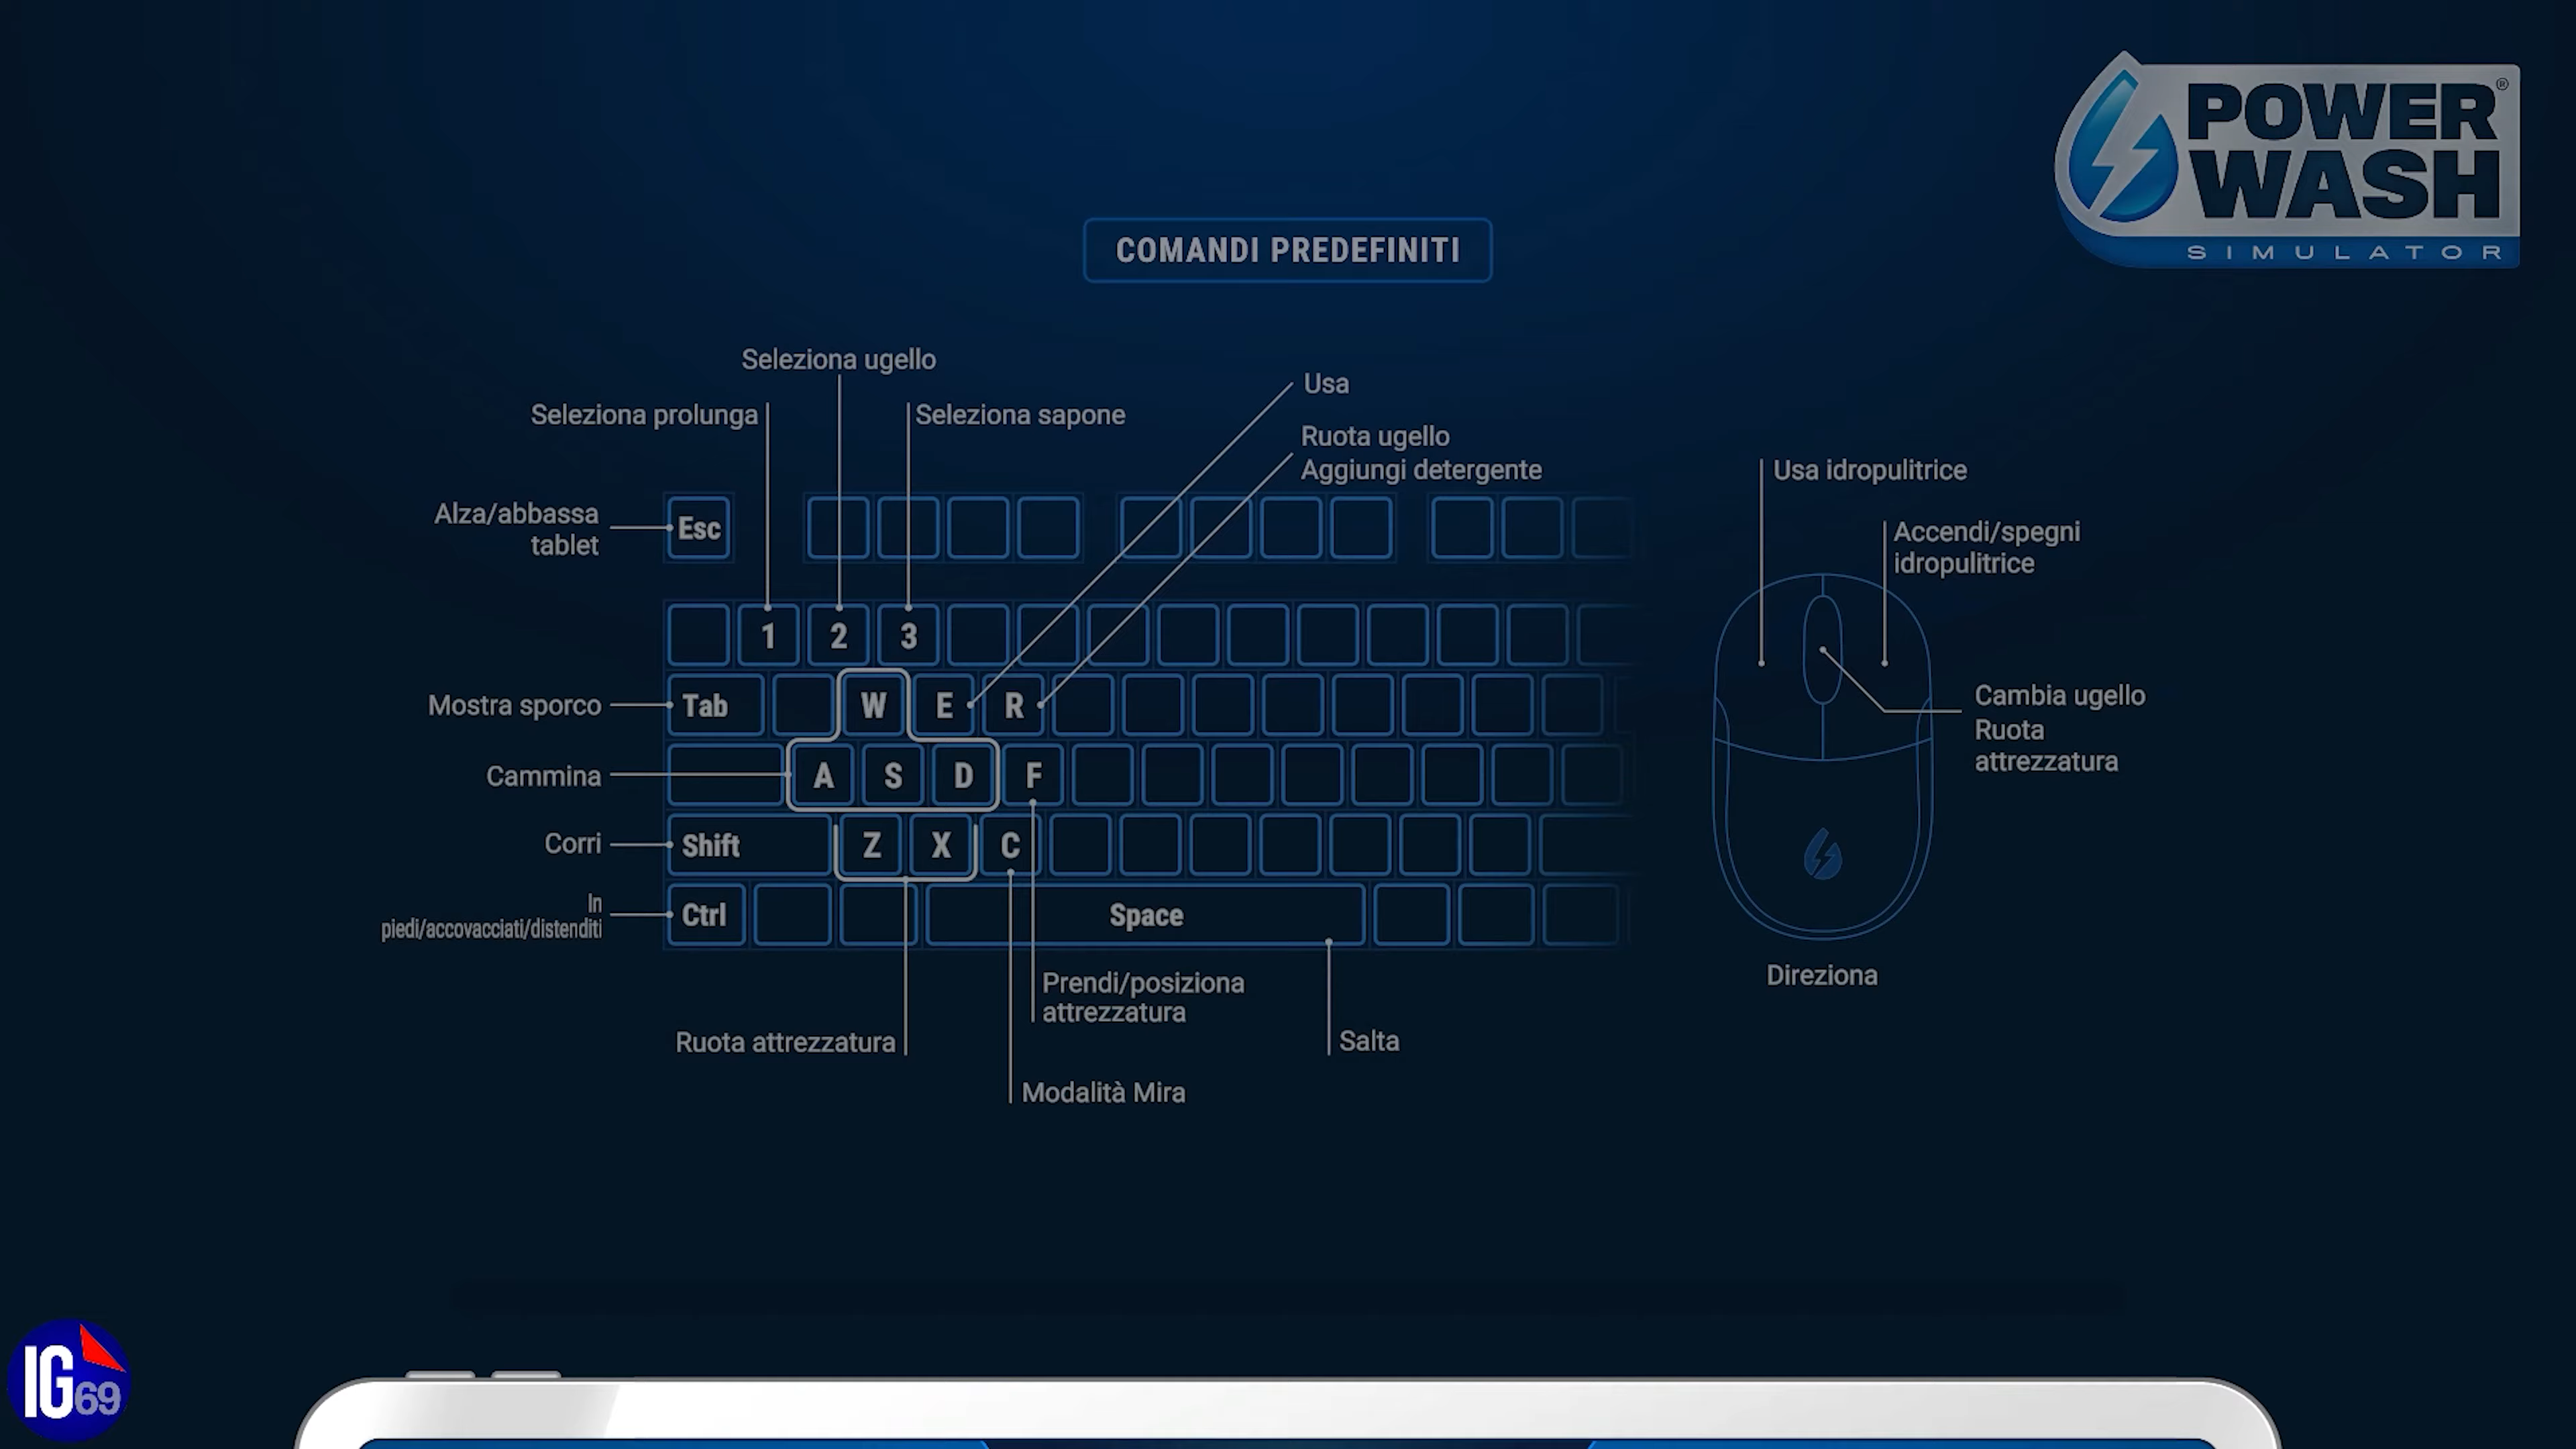 POWER®
WASH
SIMULATOR
COMANDI PREDEFINITI
Seleziona ugello
Usa
Seleziona prolunga
Seleziona sapone
Ruota ugello
Aggiungi detergente
Usa idropulitrice
Alza/abbassa
tablet
Esc
Accendi/spegni
idropulitrice
1 2 3
Mostra sporco
Tab W E R
Cambia ugello
Ruota
attrezzatura
Cammina
A S D F
Corri
Shift Z X C
In
piedi/accovacciati/distenditi
Ctrl Space
Direziona
Prendi/posiziona
attrezzatura
Ruota attrezzatura
Salta
Modalità Mira
IG69